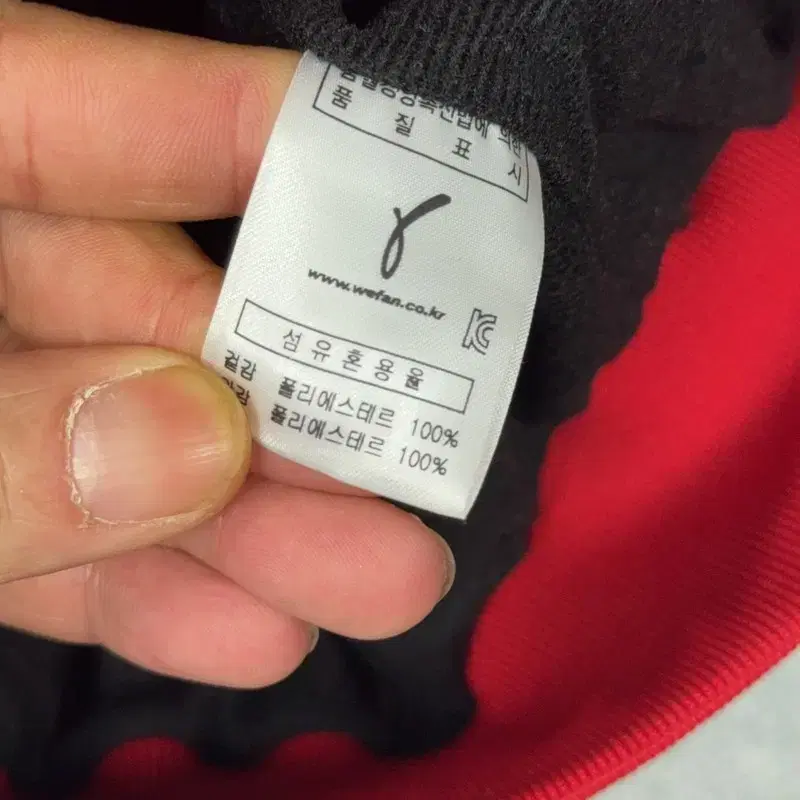 품 질 표 시
www.wefan.co.kr
섬유혼용율
겉감 폴리에스테르 100%
폴리에스테르 100%